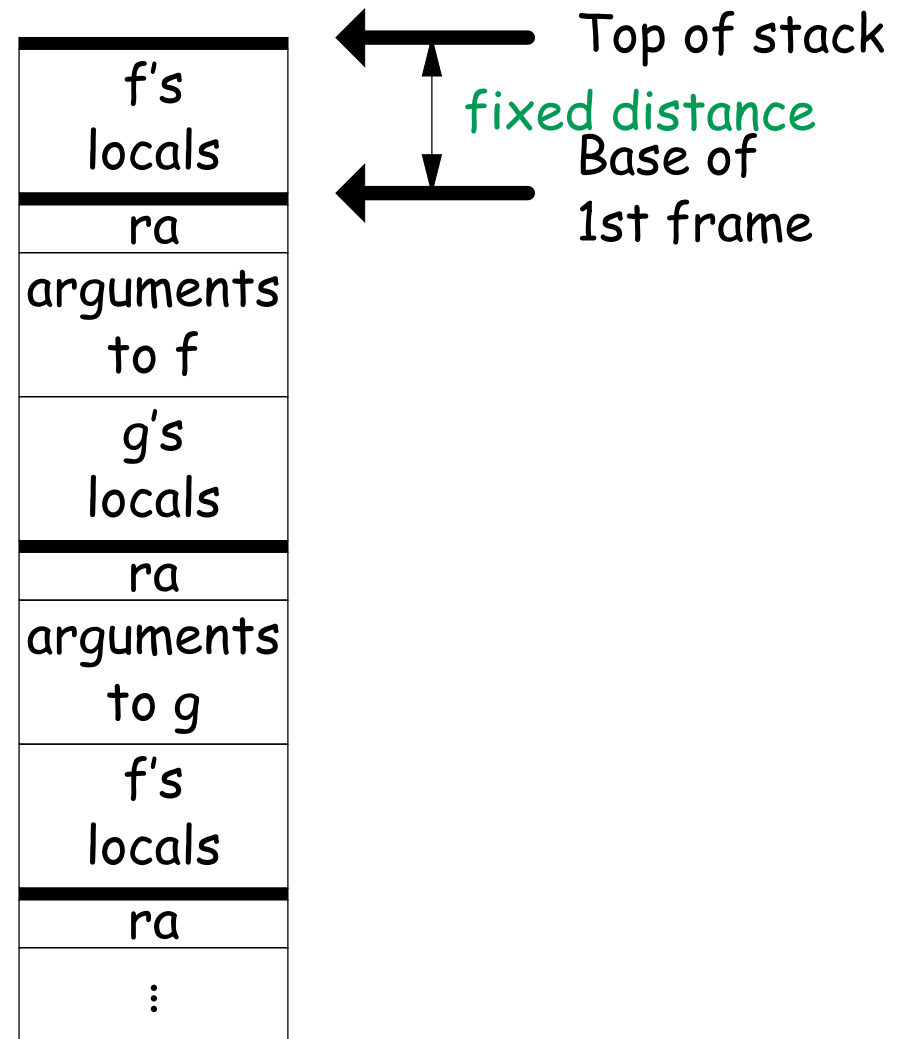 f's
locals
ra
arguments
to f
g's
locals
ra
arguments
to g
f's
locals
ra
⋮
Top of stack
fixed distance
Base of
1st frame